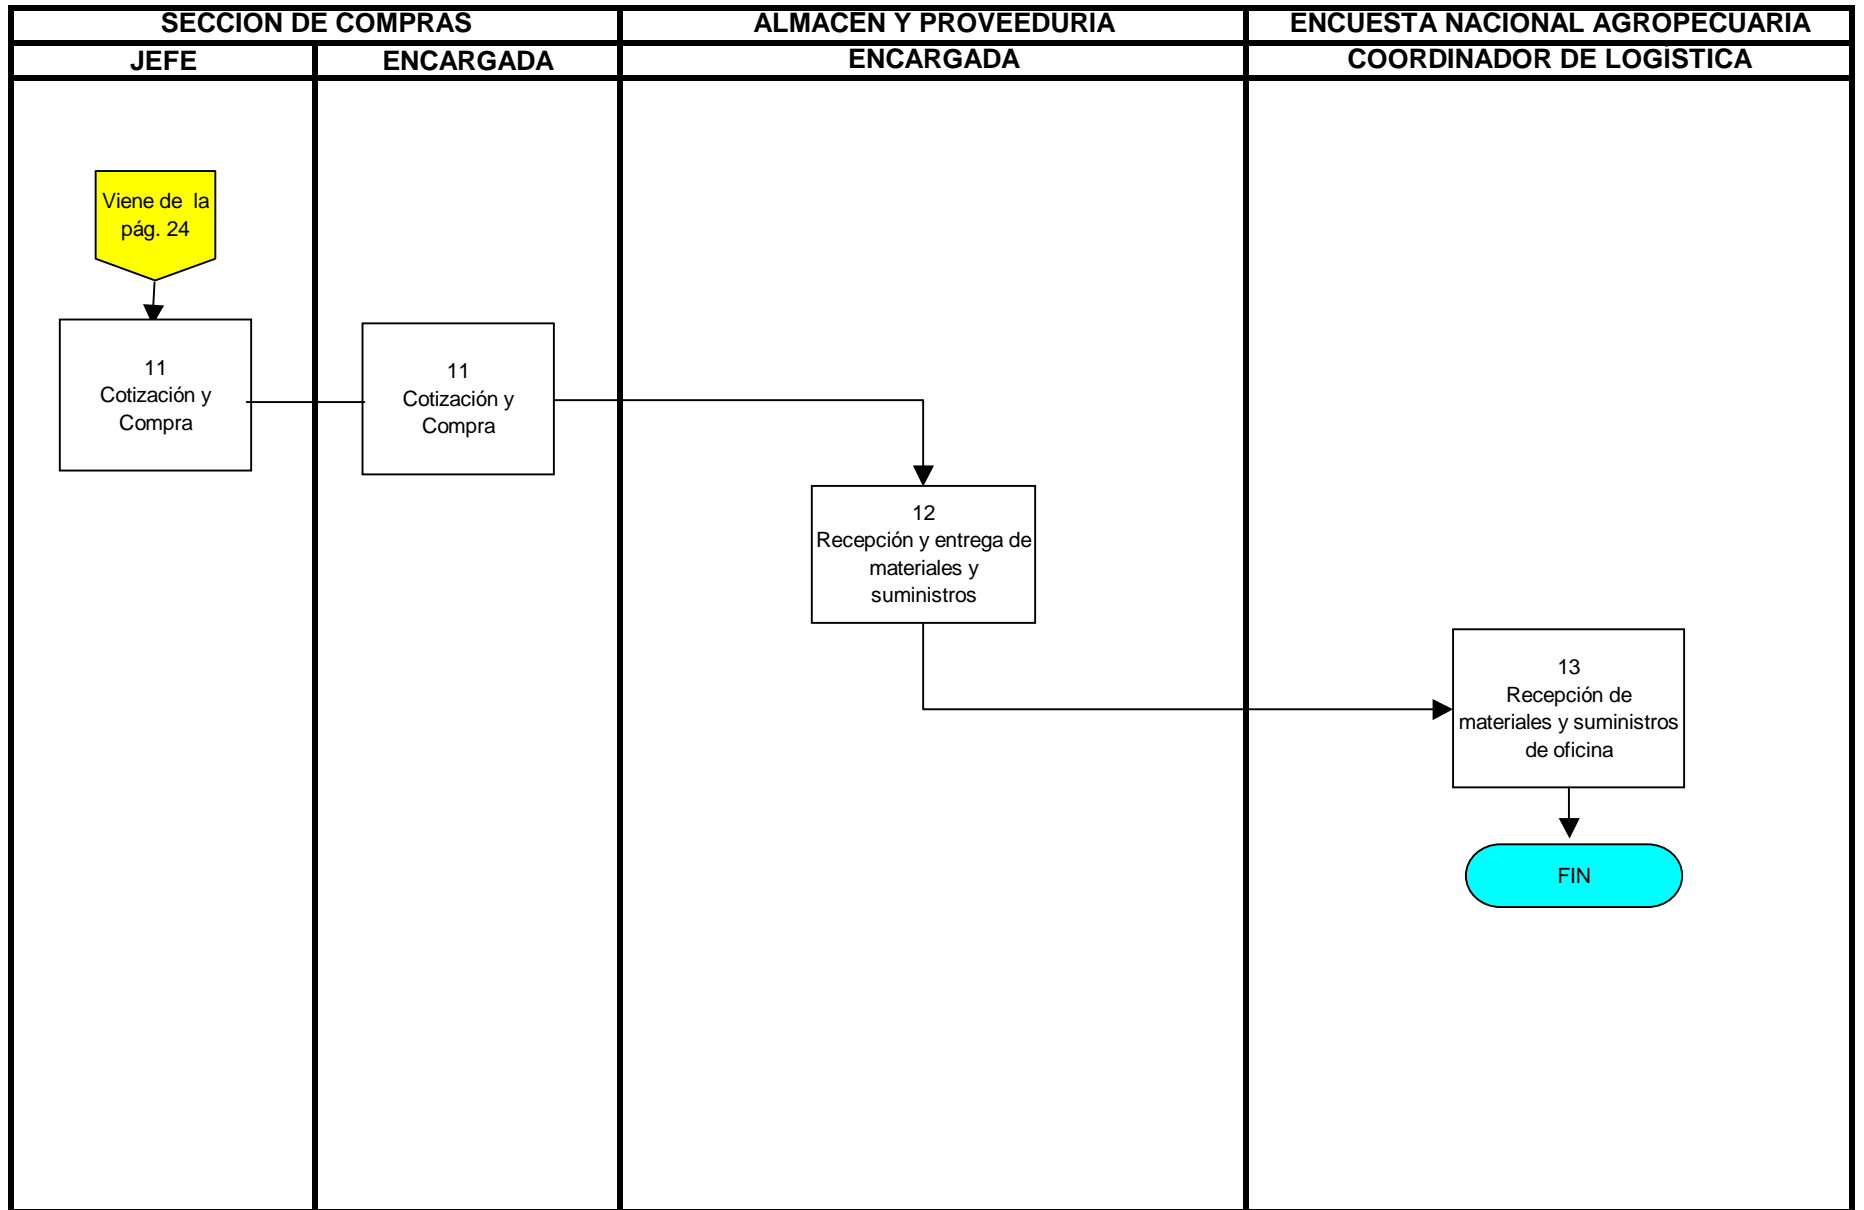 SECCION DE COMPRAS
ALMACEN Y PROVEEDURIA
ENCUESTA NACIONAL AGROPECUARIA
JEFE
ENCARGADA
ENCARGADA
COORDINADOR DE LOGÍSTICA
Viene de la
pág. 24
11
Cotización y
Compra
11
Cotización y
Compra
12
Recepción y entrega de
materiales y
suministros
13
Recepción de
materiales y suministros
de oficina
FIN